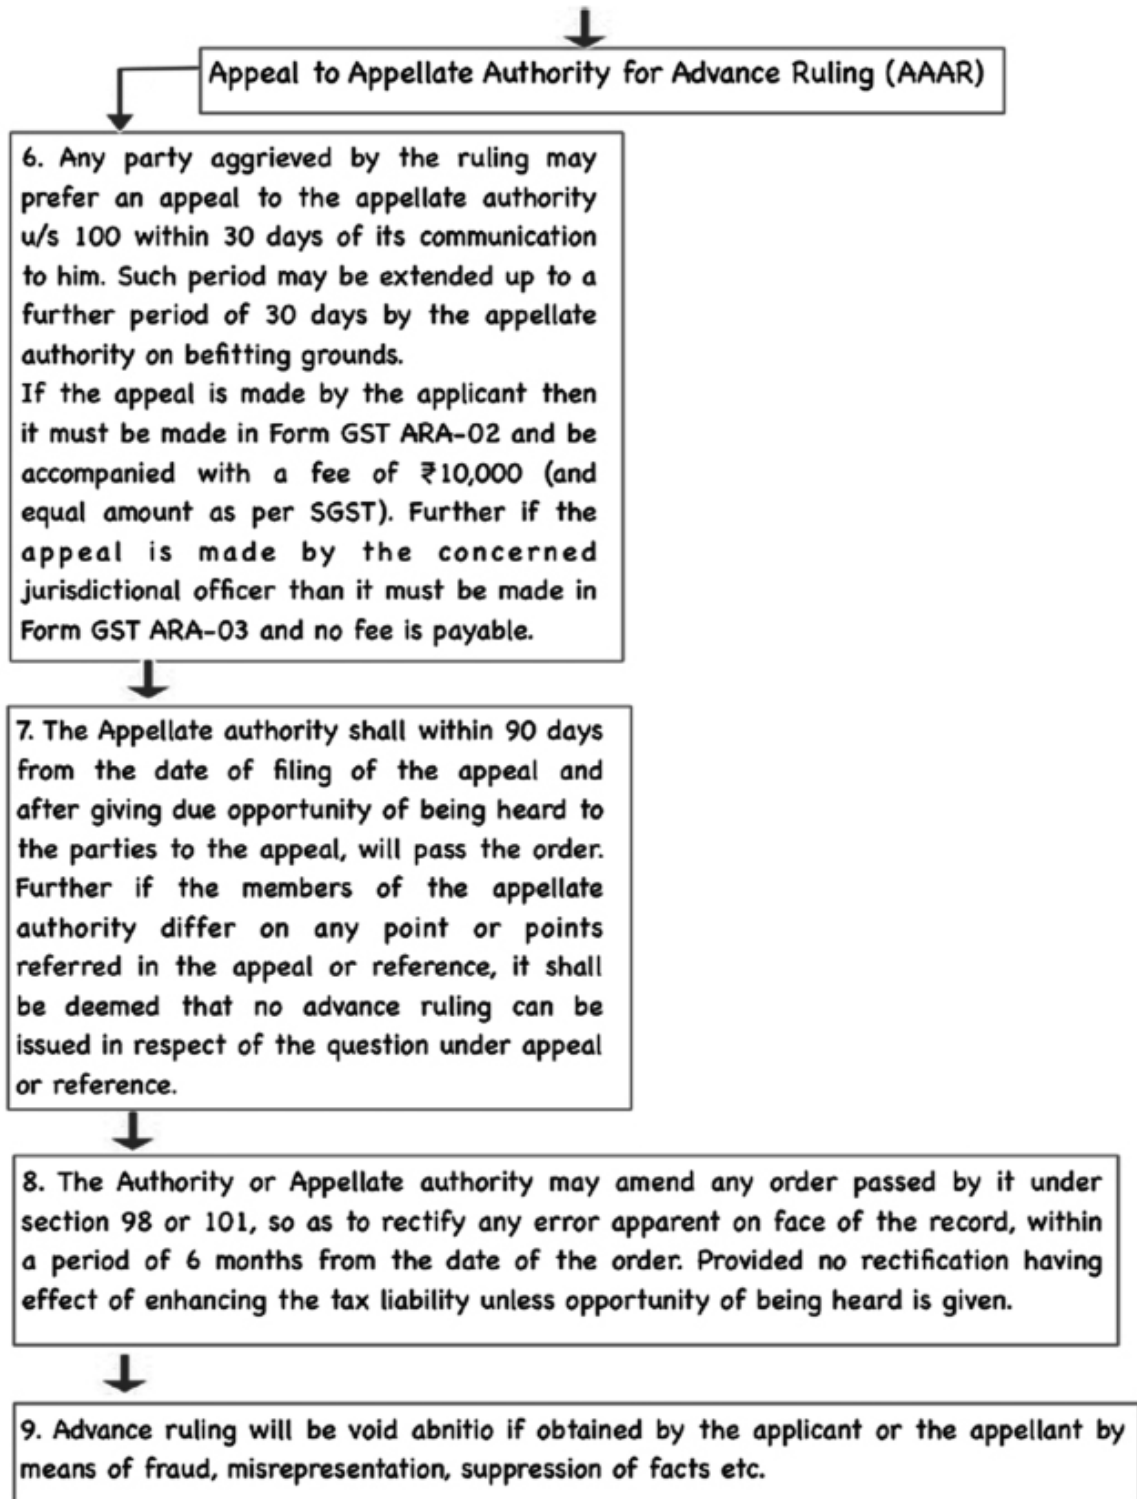 Appeal to Appellate Authority for Advance Ruling (AAAR)
6. Any party aggrieved by the ruling may
prefer an appeal to the appellate authority
u/s 100 within 30 days of its communication
to him. Such period may be extended up to a
further period of 30 days by the appellate
authority on befitting grounds.
If the appeal is made by the applicant then
it must be made in Form GST ARA-02 and be
accompanied with a fee of ₹10,000 (and
equal amount as per SGST). Further if the
appeal is made by the concerned
jurisdictional officer than it must be made in
Form GST ARA-03 and no fee is payable.
7. The Appellate authority shall within 90 days
from the date of filing of the appeal and
after giving due opportunity of being heard to
the parties to the appeal, will pass the order.
Further if the members of the appellate
authority differ on any point or points
referred in the appeal or reference, it shall
be deemed that no advance ruling can be
issued in respect of the question under appeal
or reference.
8. The Authority or Appellate authority may amend any order passed by it under
section 98 or 101, so as to rectify any error apparent on face of the record, within
a period of 6 months from the date of the order. Provided no rectification having
effect of enhancing the tax liability unless opportunity of being heard is given.
9. Advance ruling will be void abnitio if obtained by the applicant or the appellant by
means of fraud, misrepresentation, suppression of facts etc.